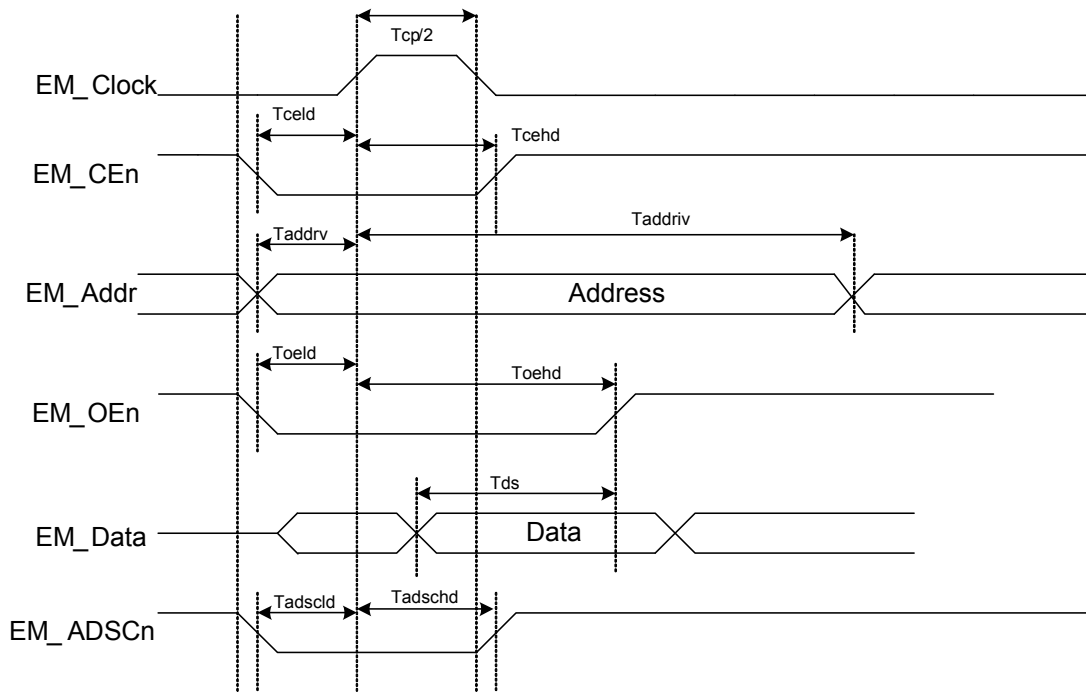 Tcp/2
EM_Clock
Tceld
Tcehd
EM_CEn
Taddrv
Taddriv
EM_Addr
Address
Toeld
Toehd
EM_OEn
Tds
EM_Data
Data
Tadscld
Tadschd
EM_ADSCn